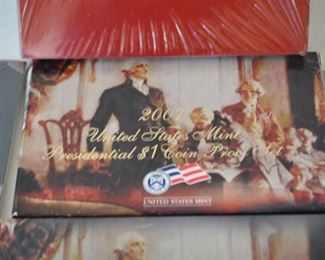 2007
United States Mint
Presidential $1 Coin Proof Set
UNITED STATES MINT